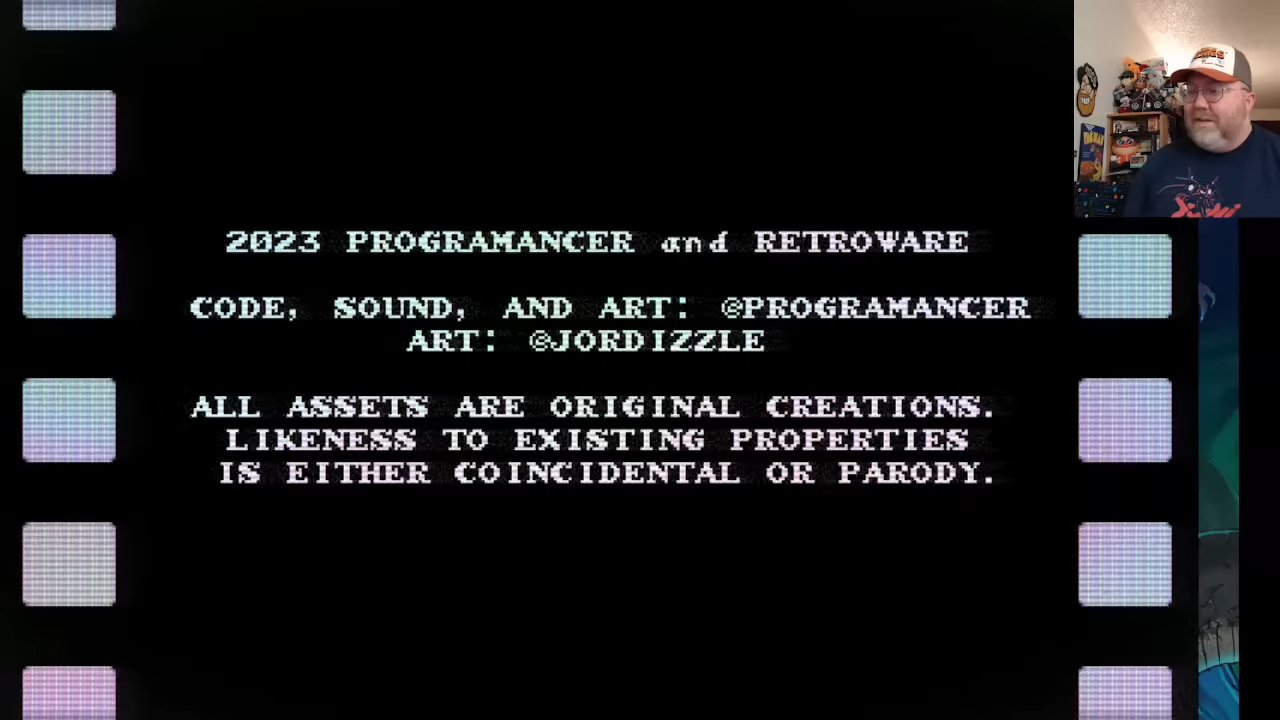 2023 PROGRAMANCER and RETROWARE
CODE, SOUND, AND ART: @PROGRAMANCER
ART: @JORDIZZLE
ALL ASSETS ARE ORIGINAL CREATIONS.
LIKENESS TO EXISTING PROPERTIES
IS EITHER COINCIDENTAL OR PARODY.